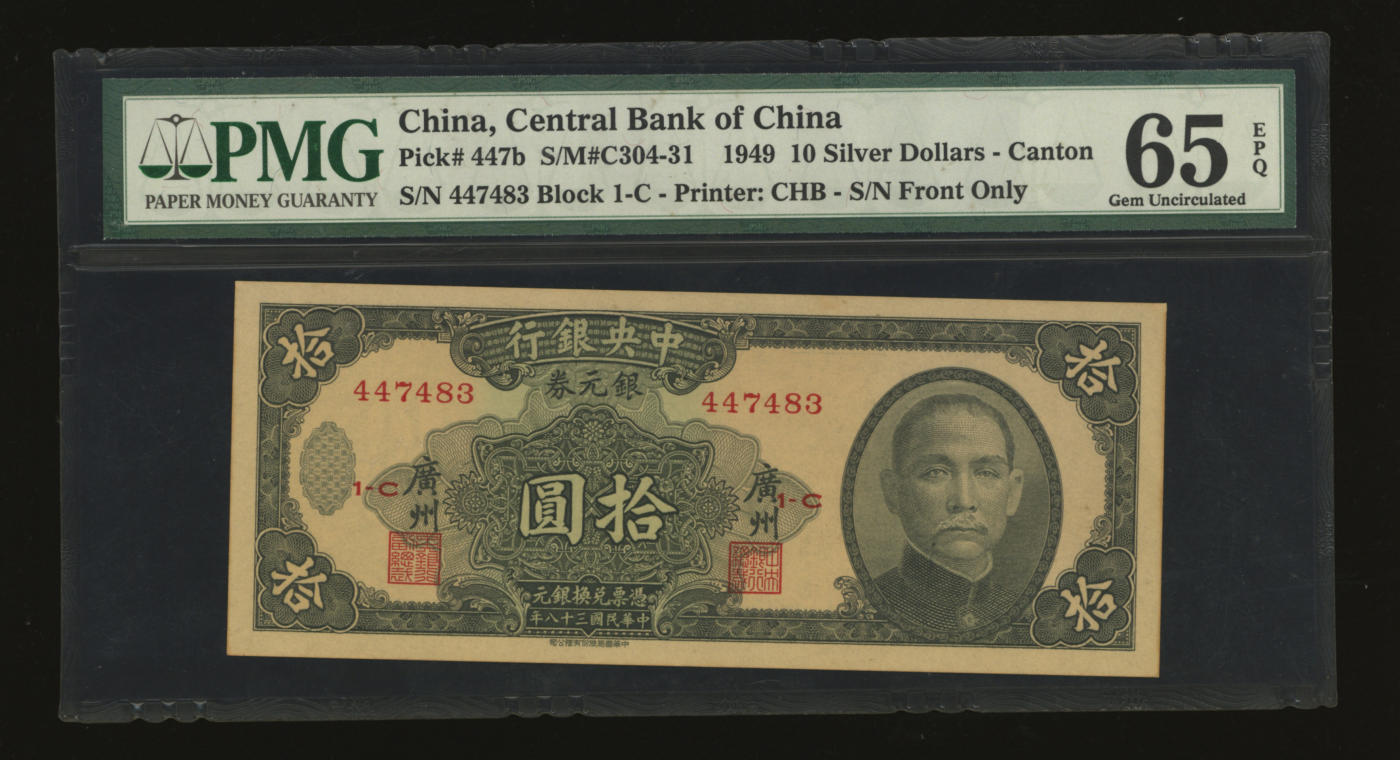 PMG
PAPER MONEY GUARANTY
China, Central Bank of China
Pick# 447b S/M#C304-31 1949 10 Silver Dollars - Canton
S/N 447483 Block 1-C - Printer: CHB - S/N Front Only
65
EPQ
Gem Uncirculated
拾
行銀央中
拾
券元銀
447483
447483
1-C
廣州
圓拾
廣州
1-C
拾
元銀換兌票憑
年八十三國民華中
拾